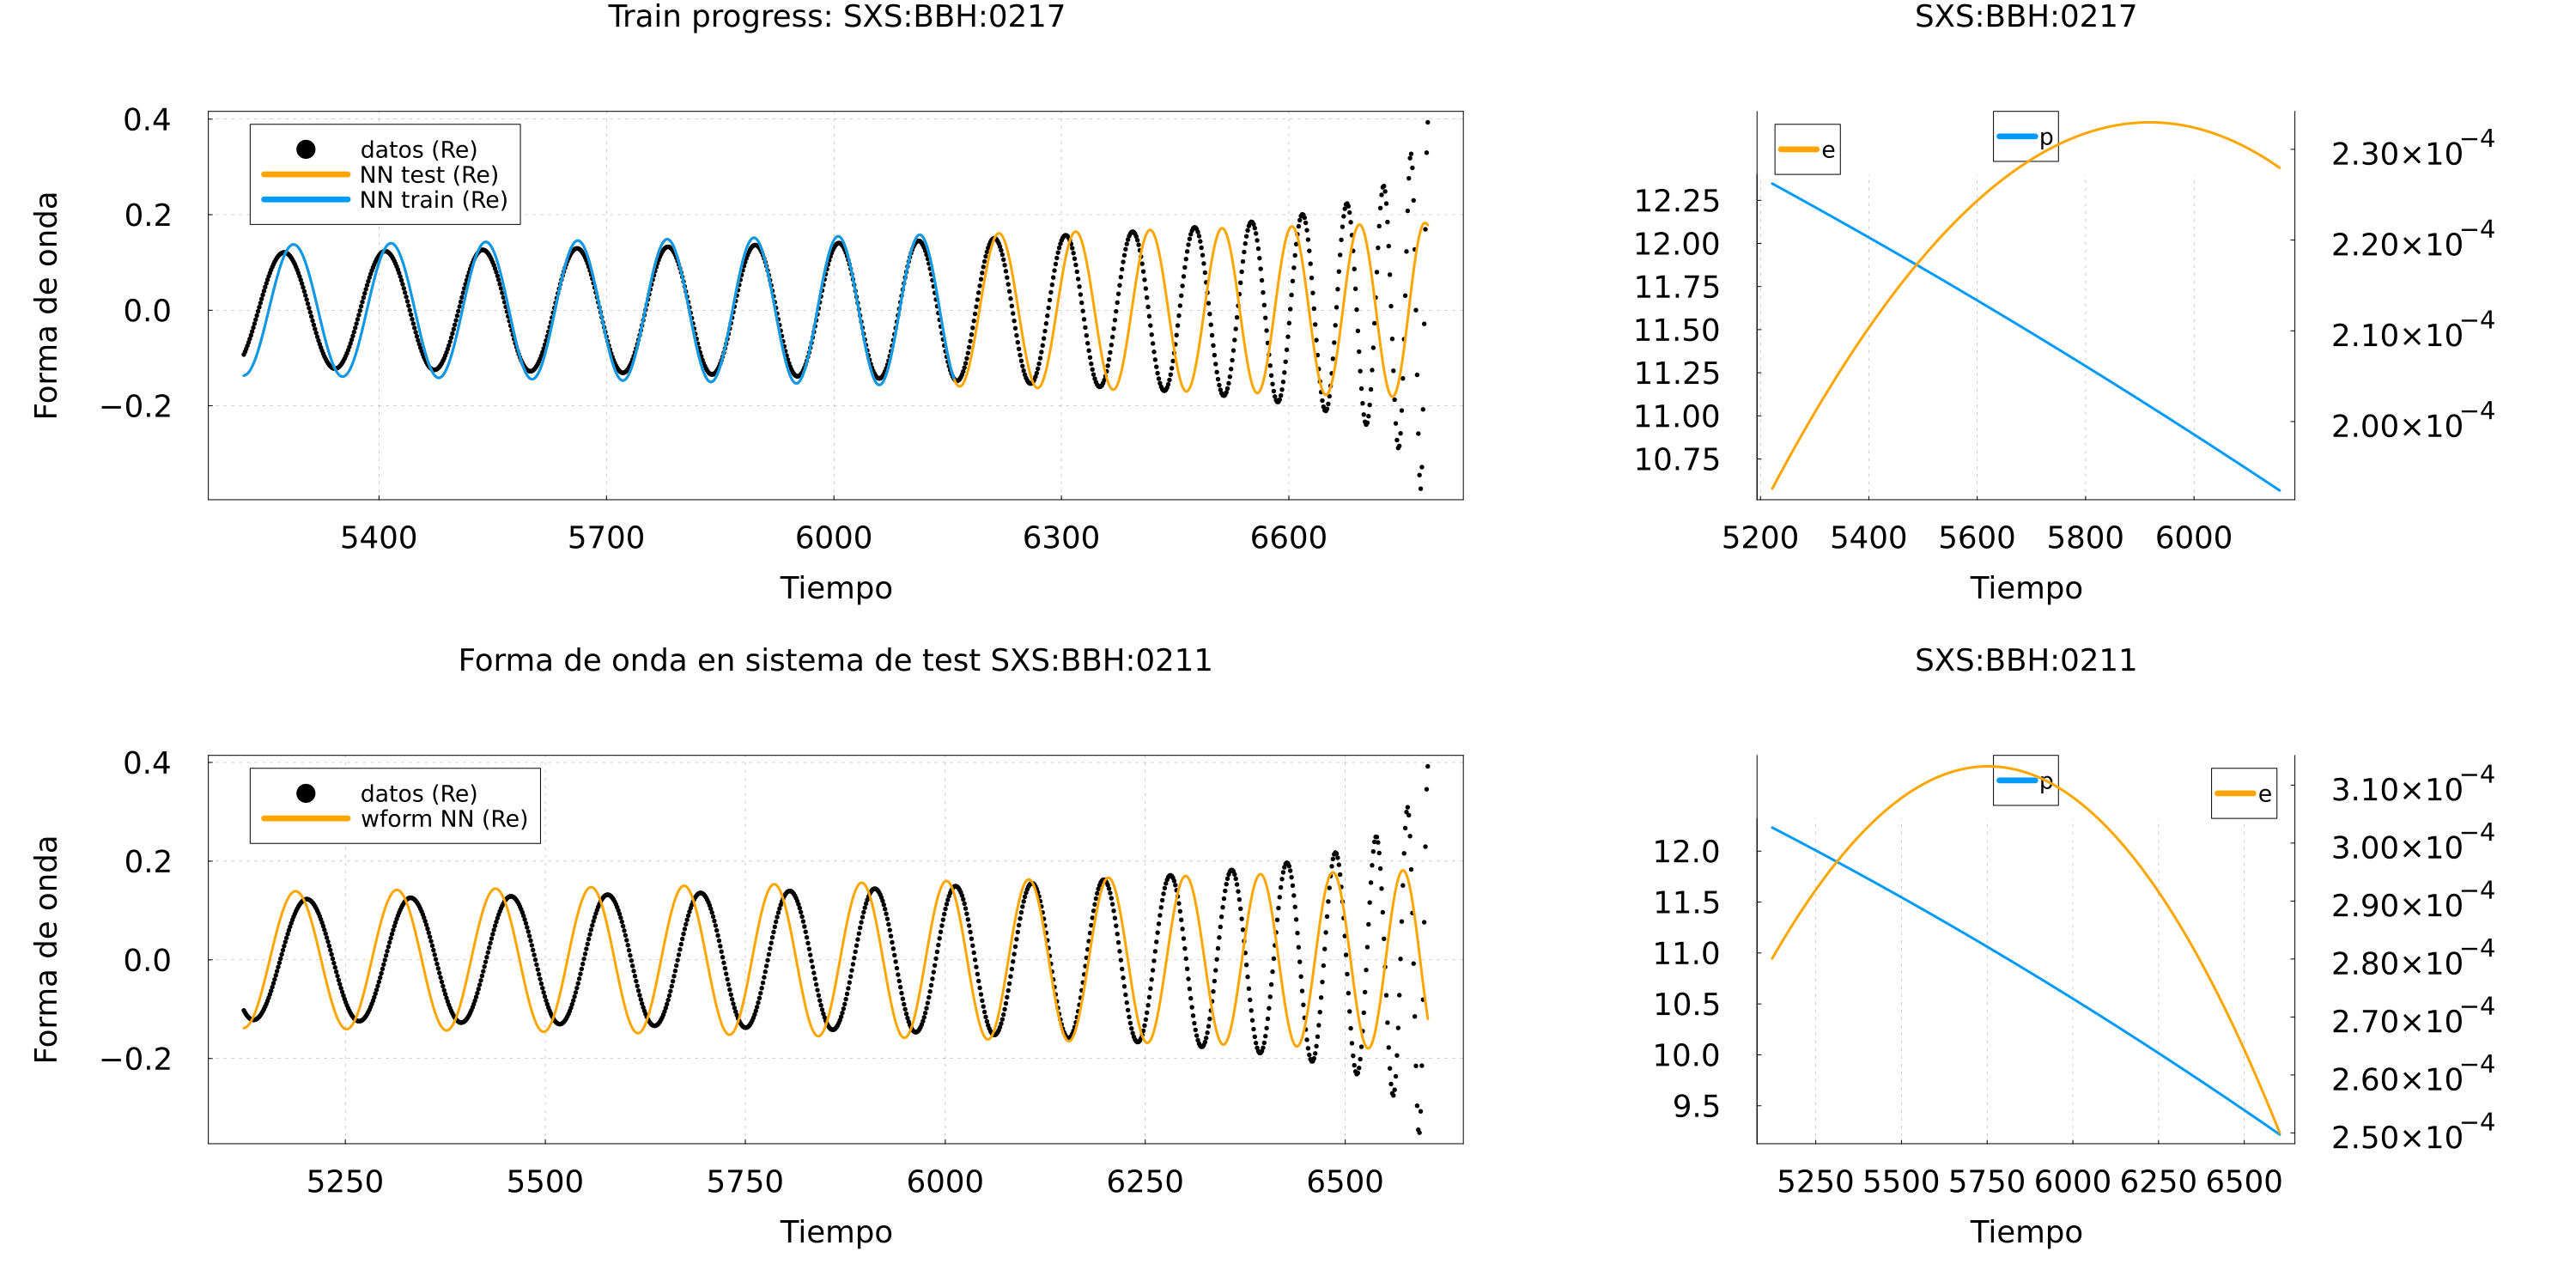 Train progress: SXS:BBH:0217
Forma de onda
0.4
0.2
0.0
−0.2
datos (Re)
NN test (Re)
NN train (Re)
5400 5700 6000 6300 6600
Tiempo
SXS:BBH:0217
e
p
12.25
12.00
11.75
11.50
11.25
11.00
10.75
2.30×10⁻⁴
2.20×10⁻⁴
2.10×10⁻⁴
2.00×10⁻⁴
5200 5400 5600 5800 6000
Tiempo
Forma de onda en sistema de test SXS:BBH:0211
Forma de onda
0.4
0.2
0.0
−0.2
datos (Re)
wform NN (Re)
5250 5500 5750 6000 6250 6500
Tiempo
SXS:BBH:0211
p
e
12.0
11.5
11.0
10.5
10.0
9.5
3.10×10⁻⁴
3.00×10⁻⁴
2.90×10⁻⁴
2.80×10⁻⁴
2.70×10⁻⁴
2.60×10⁻⁴
2.50×10⁻⁴
5250 5500 5750 6000 6250 6500
Tiempo